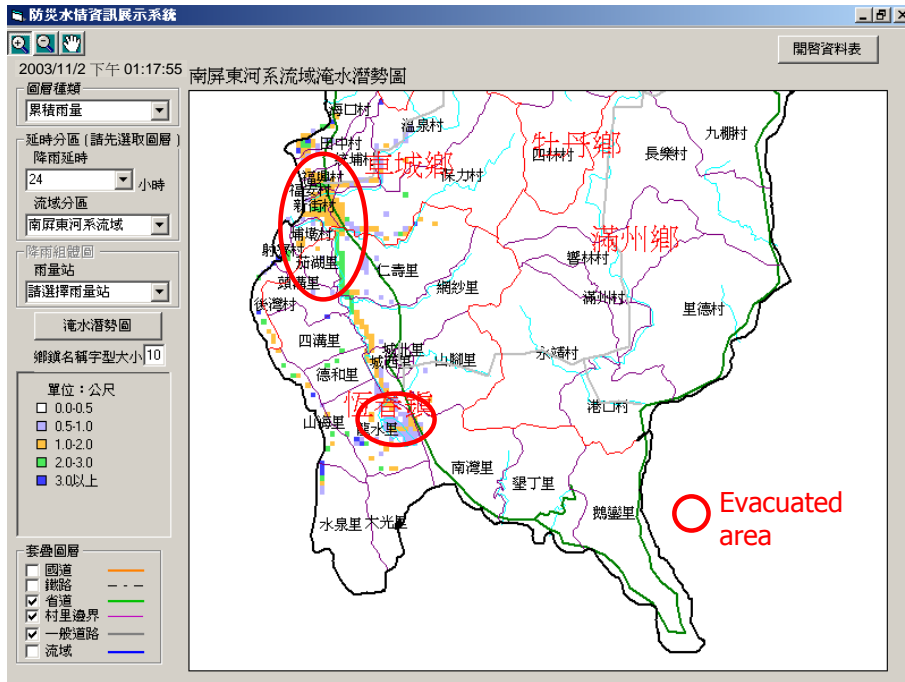 防災水情資訊展示系統
開啓資料表
2003/11/2 下午 01:17:55
南屏東河系流域淹水潛勢圖
圖層種類
累積雨量
延時分區(請先選取圖層)
降雨延時
24
小時
流域分區
南屏東河系流域
降雨組體圖
雨量站
請選擇雨量站
淹水潛勢圖
鄉鎮名稱字型大小
10
單位：公尺
0.0-0.5
0.5-1.0
1.0-2.0
2.0-3.0
3.0以上
套疊圖層
國道
鐵路
省道
村里邊界
一般道路
流域
海口村
溫泉村
九棚村
田中村
牡丹鄉
四林村
長樂村
車城鄉
保力村
福興村
福安村
新街村
埔墩村
滿州鄉
響林村
茄湖里
仁壽里
頭溝里
網紗里
後灣村
滿州村
里德村
四溝里
城北里
城西里
山腳里
永靖村
德和里
恆春鎮
港口村
山海里
龍水里
南灣里
墾丁里
鵝鑾里
水泉里
大光里
Evacuated
area